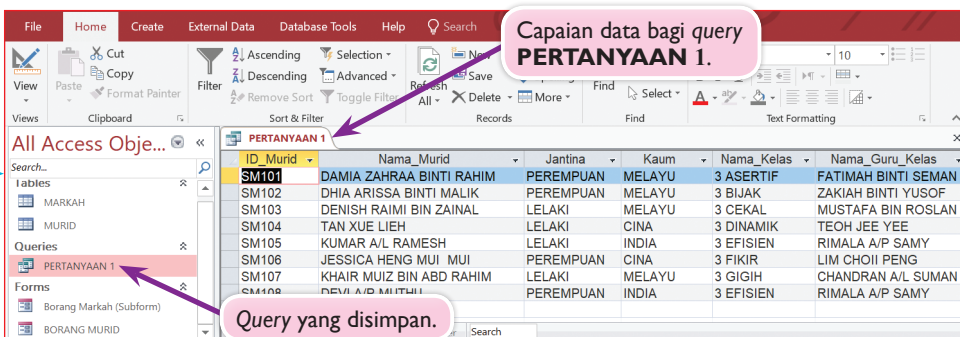 File Home Create External Data Database Tools Help Search
Capaian data bagi query
PERTANYAAN 1.
View
Paste
Cut
Copy
Format Painter
Filter
Ascending
Descending
Remove Sort
Selection
Advanced
Toggle Filter
Refresh
All
New
Save
Delete
More
Find
Select
10
Views Clipboard Sort & Filter Records Find Text Formatting
All Access Obje...
Search...
Tables
MARKAH
MURID
Queries
PERTANYAAN 1
Forms
Borang Markah (Subform)
BORANG MURID
PERTANYAAN 1
ID_Murid Nama_Murid Jantina Kaum Nama_Kelas Nama_Guru_Kelas
SM101 DAMIA ZAHRAA BINTI RAHIM PEREMPUAN MELAYU 3 ASERTIF FATIMAH BINTI SEMAN
SM102 DHIA ARISSA BINTI MALIK PEREMPUAN MELAYU 3 BIJAK ZAKIAH BINTI YUSOF
SM103 DENISH RAIMI BIN ZAINAL LELAKI MELAYU 3 CEKAL MUSTAFA BIN ROSLAN
SM104 TAN XUE LIEH LELAKI CINA 3 DINAMIK TEOH JEE YEE
SM105 KUMAR A/L RAMESH LELAKI INDIA 3 EFISIEN RIMALA A/P SAMY
SM106 JESSICA HENG MUI MUI PEREMPUAN CINA 3 FIKIR LIM CHOII PENG
SM107 KHAIR MUIZ BIN ABD RAHIM LELAKI MELAYU 3 GIGIH CHANDRAN A/L SUMAN
SM108 DEVI A/P MUTHU PEREMPUAN INDIA 3 EFISIEN RIMALA A/P SAMY
Query yang disimpan.
Search